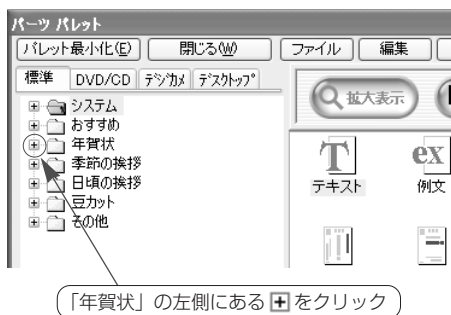 パーツ パレット
パレット最小化(E) 閉じる(W) ファイル 編集
標準 DVD/CD デジカメ デスクトップ
システム
おすすめ
年賀状
季節の挨拶
日頃の挨拶
豆カット
その他
拡大表示
T ex
テキスト 例文
「年賀状」の左側にある+をクリック